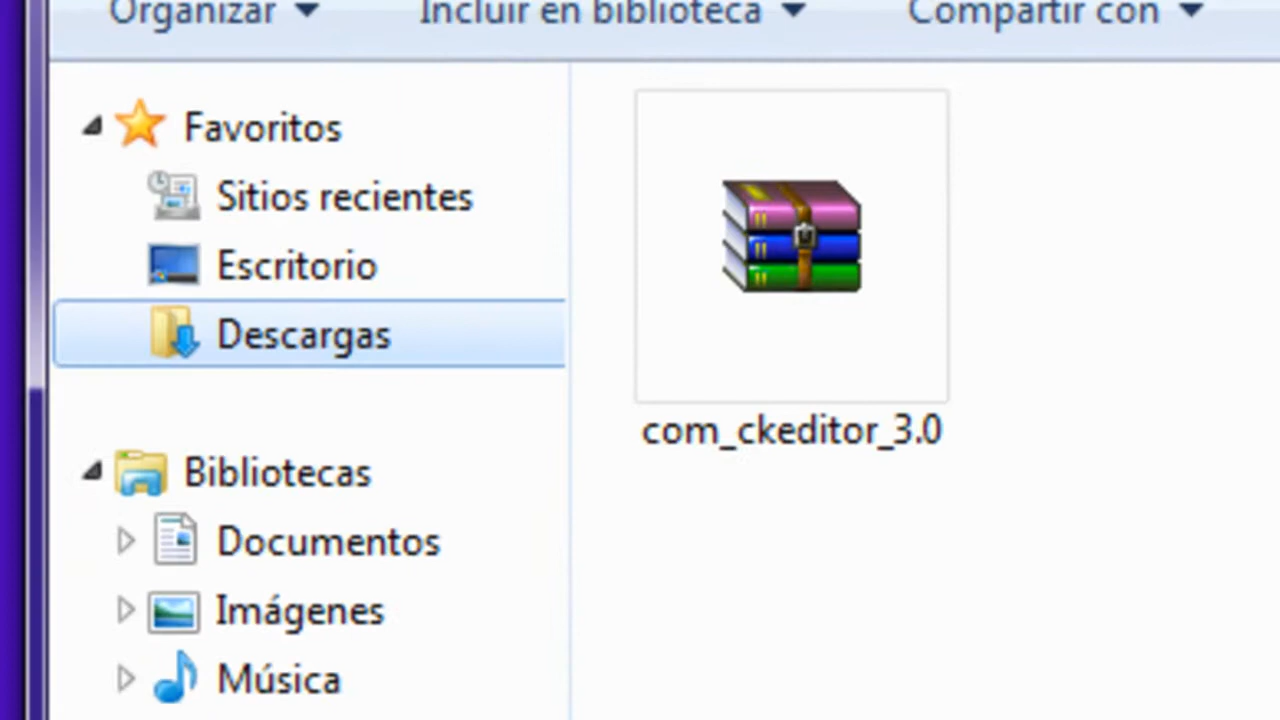 Organizar
Incluir en biblioteca
Compartir con
Favoritos
Sitios recientes
Escritorio
Descargas
Bibliotecas
Documentos
Imágenes
Música
com_ckeditor_3.0